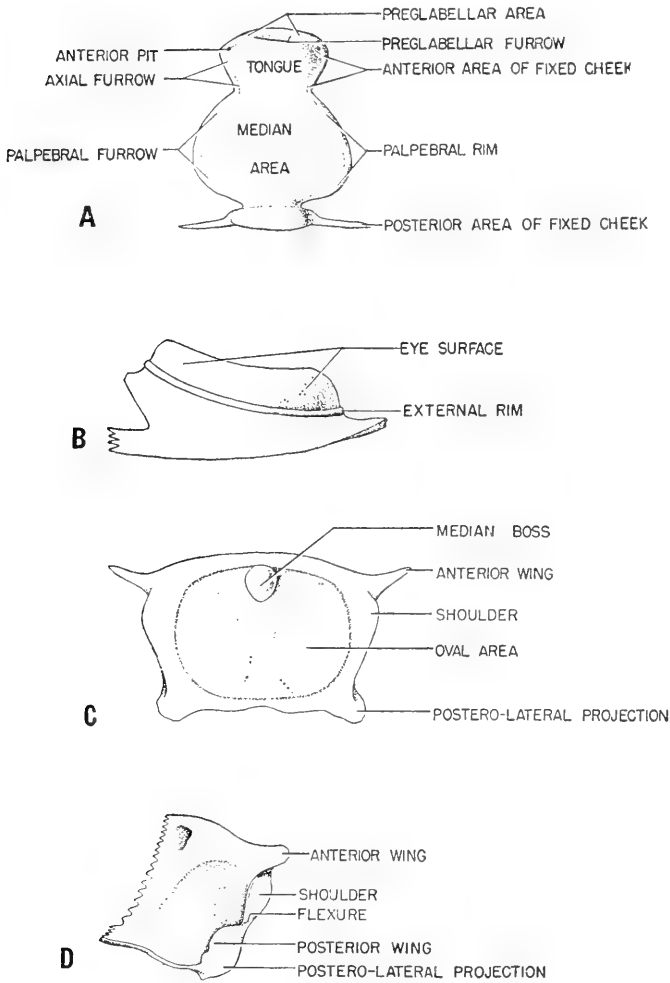 PREGLABELLAR AREA
PREGLABELLAR FURROW
ANTERIOR PIT
TONGUE
ANTERIOR AREA OF FIXED CHEEK
AXIAL FURROW
MEDIAN
AREA
PALPEBRAL FURROW
PALPEBRAL RIM
A
POSTERIOR AREA OF FIXED CHEEK
EYE SURFACE
EXTERNAL RIM
B
MEDIAN BOSS
ANTERIOR WING
SHOULDER
OVAL AREA
C
POSTERO-LATERAL PROJECTION
ANTERIOR WING
SHOULDER
FLEXURE
POSTERIOR WING
D
POSTERO-LATERAL PROJECTION